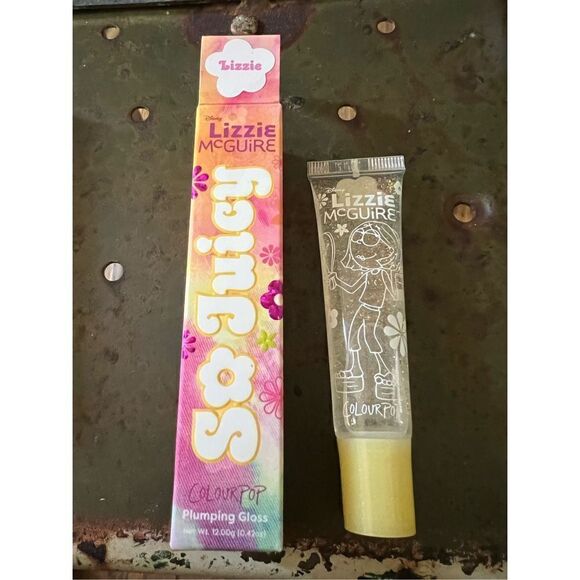 Lizzie
Disney
LizziE
McGUiRE
So Juicy
COLOURPOP
Plumping Gloss
NET WT. 12.00g (0.42oz)
Disney
LizziE
McGUiRE
COLOURPOP